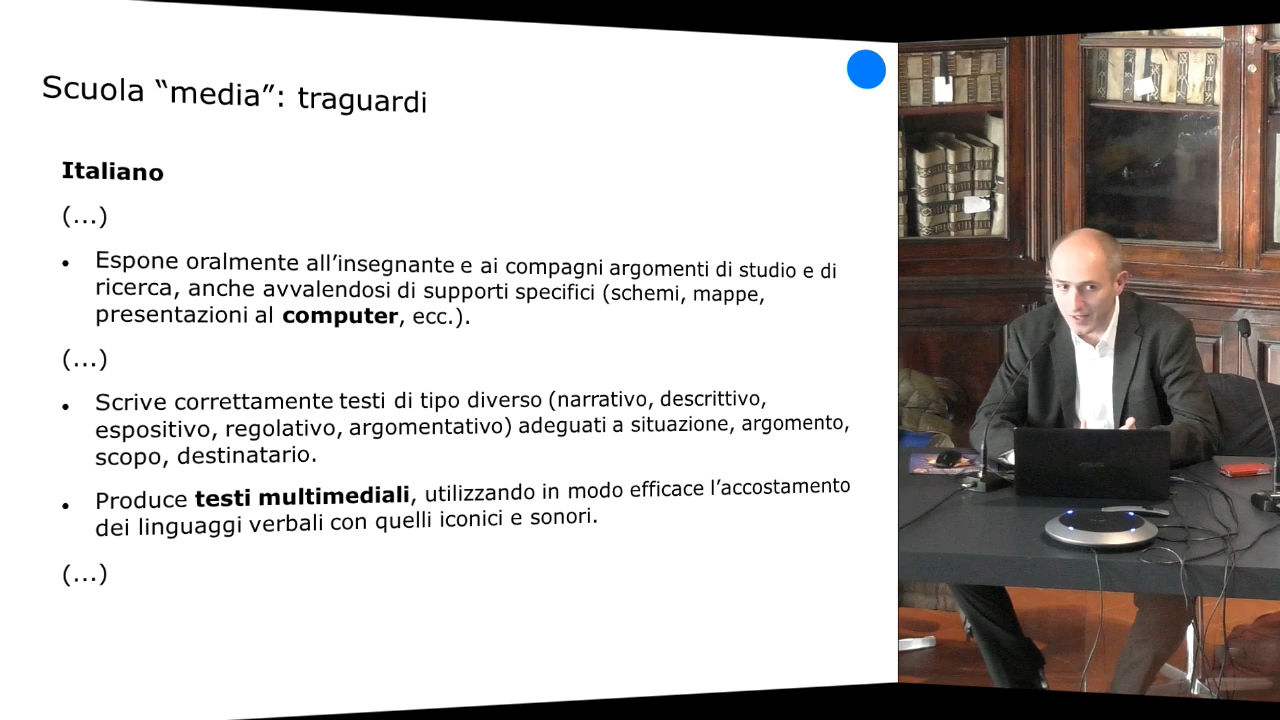 Scuola “media”: traguardi
Italiano
(...)
• Espone oralmente all’insegnante e ai compagni argomenti di studio e di
ricerca, anche avvalendosi di supporti specifici (schemi, mappe,
presentazioni al computer, ecc.).
(...)
• Scrive correttamente testi di tipo diverso (narrativo, descrittivo,
espositivo, regolativo, argomentativo) adeguati a situazione, argomento,
scopo, destinatario.
• Produce testi multimediali, utilizzando in modo efficace l’accostamento
dei linguaggi verbali con quelli iconici e sonori.
(...)
ASUS